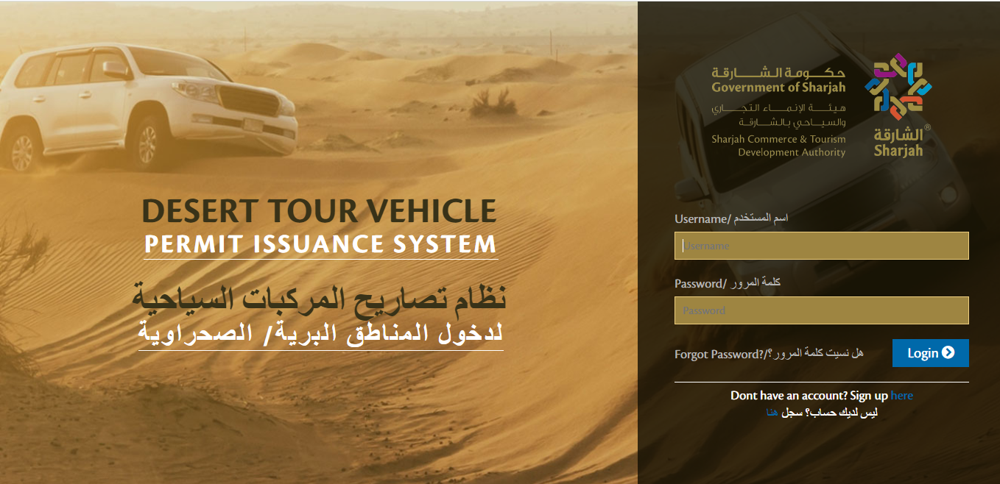 DESERT TOUR VEHICLE
PERMIT ISSUANCE SYSTEM
نظام تصاريح المركبات السياحية
لدخول المناطق البرية/ الصحراوية
حكومة الشارقة
Government of Sharjah
هيئة الإنماء التجاري
والسياحي بالشارقة
Sharjah Commerce & Tourism
Development Authority
الشارقة®
Sharjah
Username/ اسم المستخدم
Username
Password/ كلمة المرور
Password
Forgot Password?/هل نسيت كلمة المرور؟
Login
Dont have an account? Sign up here
ليس لديك حساب؟ سجل هنا